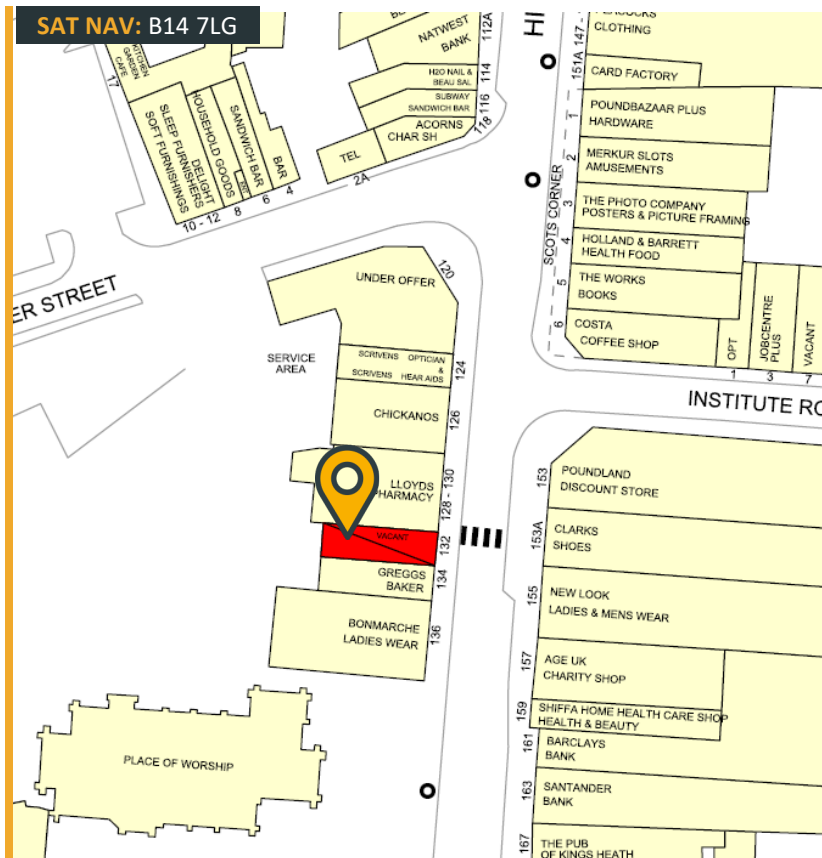 SAT NAV: B14 7LG
KITCHEN
GARDEN
CAFE
17
SLEEP FURNISHERS
SOFT FURNISHINGS
10 - 12
DELIGHT
HOUSEHOLD GOODS
8
SANDWICH BAR
6
BAR
4
NATWEST
BANK
112A
H20 NAIL &
BEAU SAL
114
SUBWAY
SANDWICH BAR
116
ACORNS
CHAR SH
118
TEL
2A
HI
CLOTHING
151A
147 -
CARD FACTORY
POUNDBAZAAR PLUS
HARDWARE
1
MERKUR SLOTS
AMUSEMENTS
2
THE PHOTO COMPANY
POSTERS & PICTURE FRAMING
3
SCOTS CORNER
HOLLAND & BARRETT
HEALTH FOOD
4
THE WORKS
BOOKS
5
COSTA
COFFEE SHOP
6
OPT
1
JOBCENTRE
PLUS
3
VACANT
7
INSTITUTE RO
ER STREET
SERVICE
AREA
UNDER OFFER
120
SCRIVENS OPTICIAN
&
SCRIVENS HEAR AIDS
124
CHICKANOS
126
LLOYDS
HARMACY
128 - 130
VACANT
132
GREGGS
BAKER
134
BONMARCHE
LADIES WEAR
136
PLACE OF WORSHIP
153
POUNDLAND
DISCOUNT STORE
153A
CLARKS
SHOES
155
NEW LOOK
LADIES & MENS WEAR
157
AGE UK
CHARITY SHOP
159
SHIFFA HOME HEALTH CARE SHOP
HEALTH & BEAUTY
161
BARCLAYS
BANK
163
SANTANDER
BANK
167
THE PUB
OF KINGS HEATH